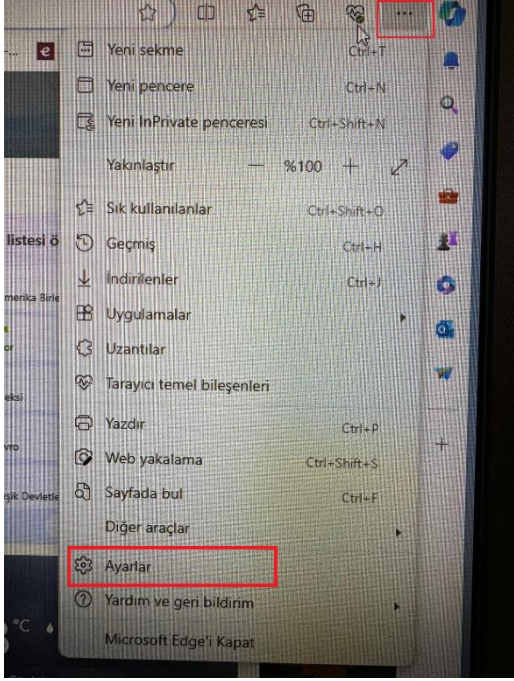 Yeni sekme Ctrl+T
Yeni pencere Ctrl+N
Yeni InPrivate penceresi Ctrl+Shift+N
Yakınlaştır — %100 +
Sık kullanılanlar Ctrl+Shift+O
listesi ö
Geçmiş Ctrl+H
İndirilenler Ctrl+J
merika Birle
Uygulamalar
or
Uzantılar
Tarayıcı temel bileşenleri
eksi
Yazdır Ctrl+P
vro
Web yakalama Ctrl+Shift+S
Sayfada bul Ctrl+F
şik Devletle
Diğer araçlar
Ayarlar
Yardım ve geri bildirim
°C
Microsoft Edge'i Kapat